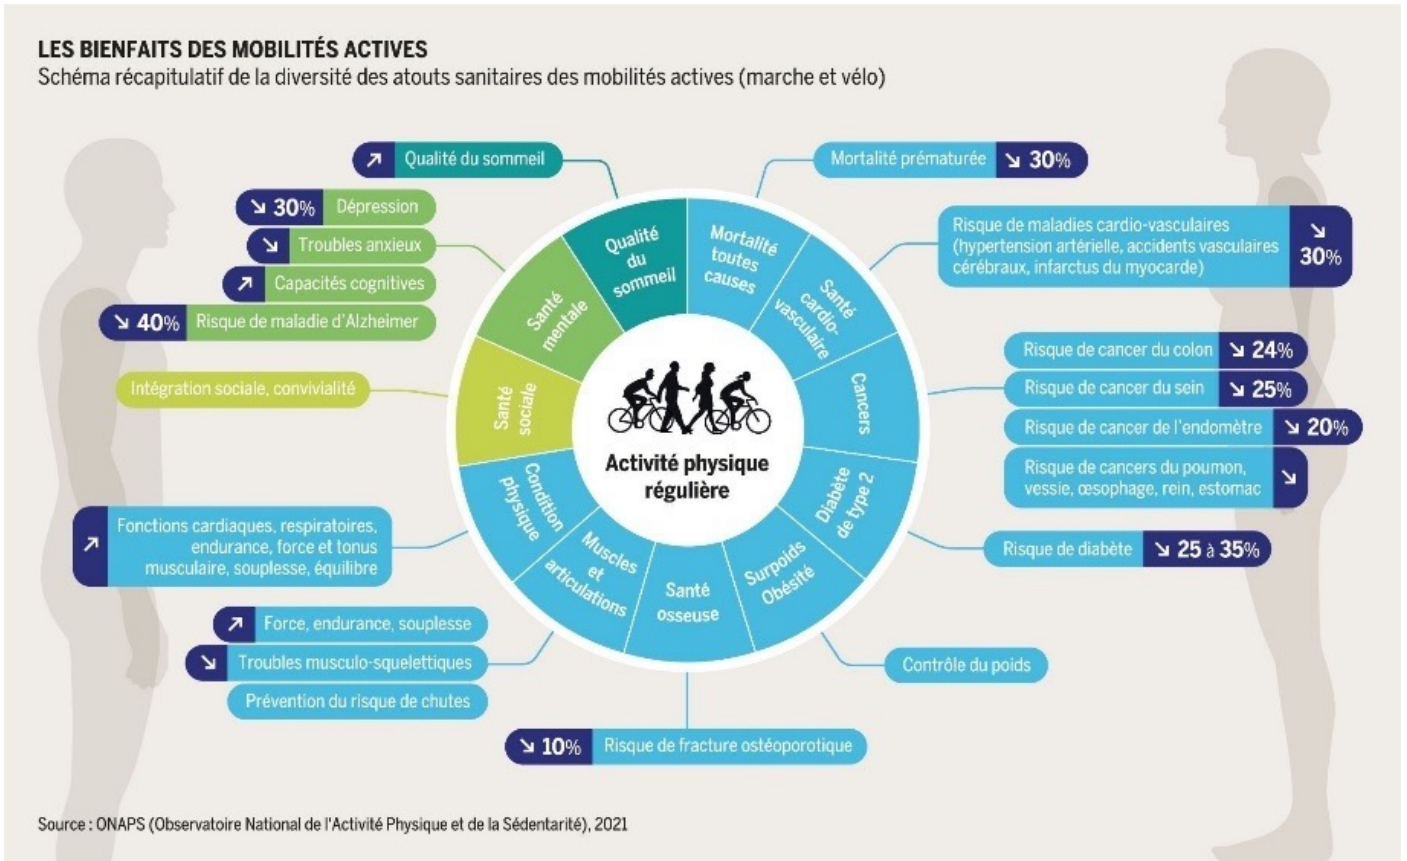 LES BIENFAITS DES MOBILITÉS ACTIVES
Schéma récapitulatif de la diversité des atouts sanitaires des mobilités actives (marche et vélo)
↗ Qualité du sommeil
↘ 30% Dépression
↘ Troubles anxieux
↗ Capacités cognitives
↘ 40% Risque de maladie d'Alzheimer
Intégration sociale, convivialité
↗ Fonctions cardiaques, respiratoires,
endurance, force et tonus
musculaire, souplesse, équilibre
↗ Force, endurance, souplesse
↘ Troubles musculo-squelettiques
Prévention du risque de chutes
↘ 10% Risque de fracture ostéoporotique
Qualité
du
sommeil
Mortalité
toutes
causes
Santé
cardio-
vasculaire
Cancers
Diabète
de type 2
Surpoids
Obésité
Santé
osseuse
Muscles
et
articulations
Condition
physique
Santé
sociale
Santé
mentale
Activité physique
régulière
Mortalité prématurée ↘ 30%
Risque de maladies cardio-vasculaires
(hypertension artérielle, accidents vasculaires
cérébraux, infarctus du myocarde)
↘
30%
Risque de cancer du colon ↘ 24%
Risque de cancer du sein ↘ 25%
Risque de cancer de l'endomètre ↘ 20%
Risque de cancers du poumon,
vessie, œsophage, rein, estomac ↘
Risque de diabète ↘ 25 à 35%
Contrôle du poids
Source : ONAPS (Observatoire National de l'Activité Physique et de la Sédentarité), 2021